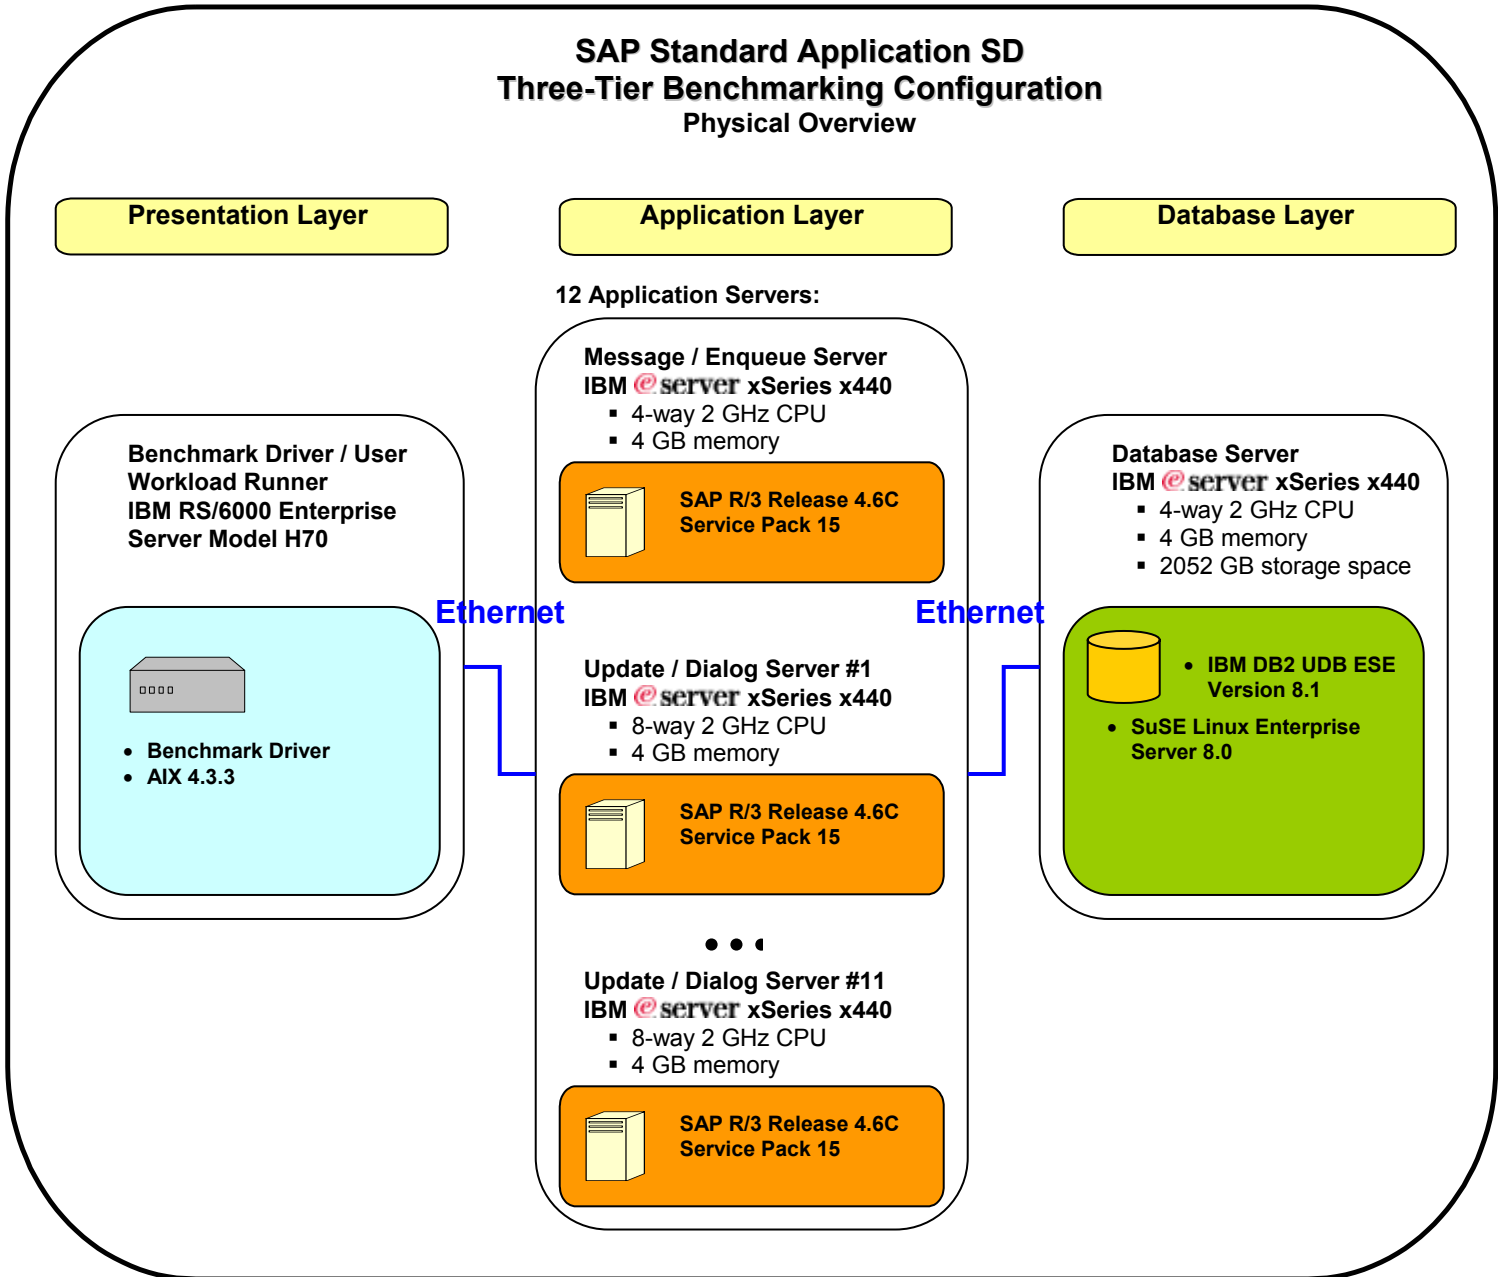 SAP Standard Application SD
Three-Tier Benchmarking Configuration
Physical Overview
Presentation Layer
Application Layer
Database Layer
12 Application Servers:
Benchmark Driver / User
Workload Runner
IBM RS/6000 Enterprise
Server Model H70
• Benchmark Driver
• AIX 4.3.3
Ethernet
Message / Enqueue Server
IBM e server xSeries x440
▪ 4-way 2 GHz CPU
▪ 4 GB memory
SAP R/3 Release 4.6C
Service Pack 15
Update / Dialog Server #1
IBM e server xSeries x440
▪ 8-way 2 GHz CPU
▪ 4 GB memory
SAP R/3 Release 4.6C
Service Pack 15
• • •
Update / Dialog Server #11
IBM e server xSeries x440
▪ 8-way 2 GHz CPU
▪ 4 GB memory
SAP R/3 Release 4.6C
Service Pack 15
Ethernet
Database Server
IBM e server xSeries x440
▪ 4-way 2 GHz CPU
▪ 4 GB memory
▪ 2052 GB storage space
• IBM DB2 UDB ESE
Version 8.1
• SuSE Linux Enterprise
Server 8.0